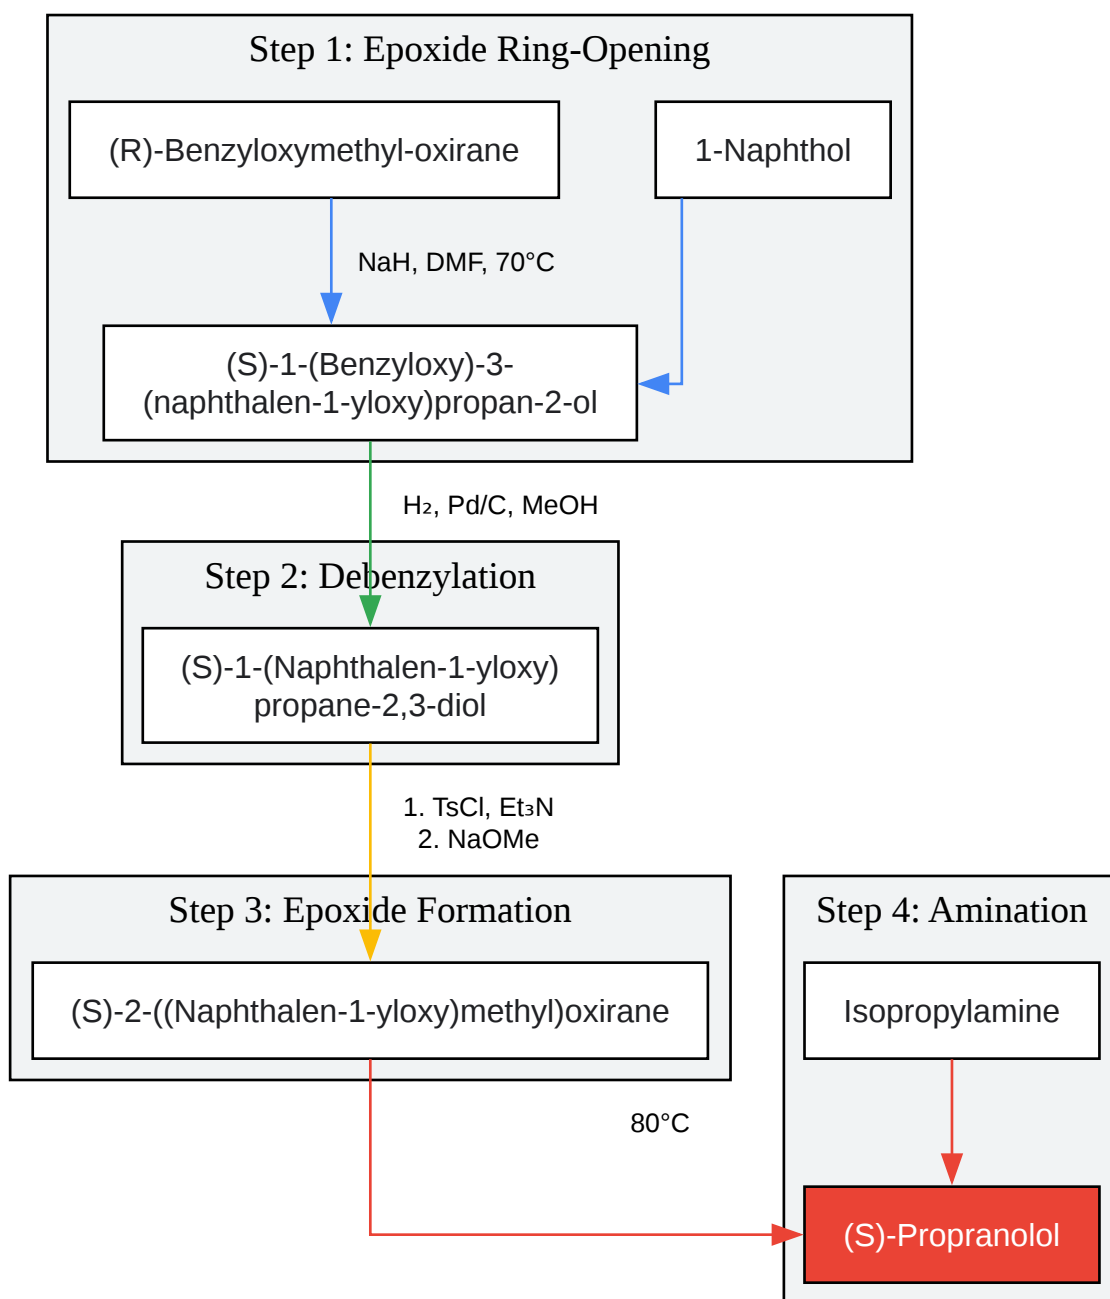 Step 1: Epoxide Ring-Opening
(R)-Benzyloxymethyl-oxirane
1-Naphthol
NaH, DMF, 70°C
(S)-1-(Benzyloxy)-3-
(naphthalen-1-yloxy)propan-2-ol
H₂, Pd/C, MeOH
Step 2: Debenzylation
(S)-1-(Naphthalen-1-yloxy)
propane-2,3-diol
1. TsCl, Et₃N
2. NaOMe
Step 3: Epoxide Formation
(S)-2-((Naphthalen-1-yloxy)methyl)oxirane
Step 4: Amination
Isopropylamine
80°C
(S)-Propranolol